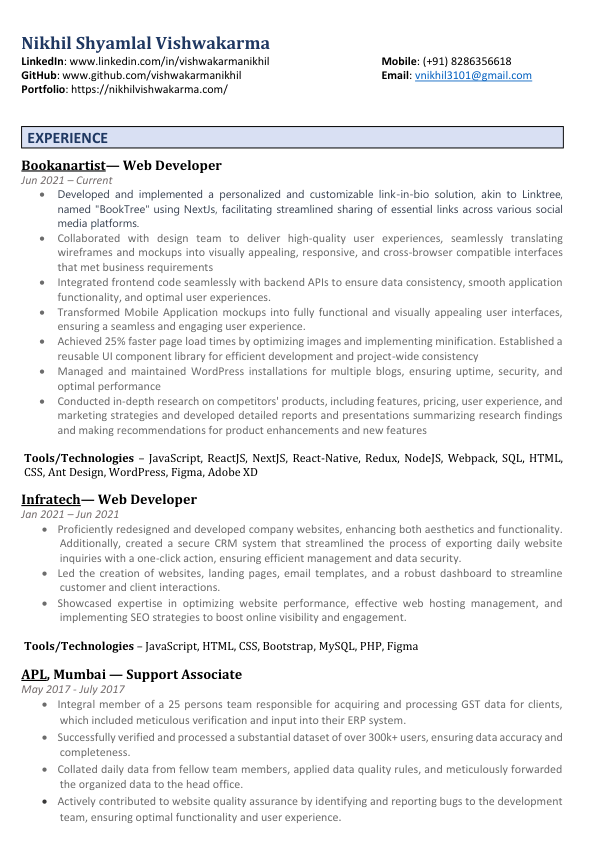 Nikhil Shyamlal Vishwakarma
LinkedIn: www.linkedin.com/in/vishwakarmanikhil
Mobile: (+91) 8286356618
GitHub: www.github.com/vishwakarmanikhil
Email: vnikhil3101@gmail.com
Portfolio: https://nikhilvishwakarma.com/
EXPERIENCE
Bookanartist— Web Developer
Jun 2021 – Current
• Developed and implemented a personalized and customizable link-in-bio solution, akin to Linktree,
named "BookTree" using NextJs, facilitating streamlined sharing of essential links across various social
media platforms.
• Collaborated with design team to deliver high-quality user experiences, seamlessly translating
wireframes and mockups into visually appealing, responsive, and cross-browser compatible interfaces
that met business requirements
• Integrated frontend code seamlessly with backend APIs to ensure data consistency, smooth application
functionality, and optimal user experiences.
• Transformed Mobile Application mockups into fully functional and visually appealing user interfaces,
ensuring a seamless and engaging user experience.
• Achieved 25% faster page load times by optimizing images and implementing minification. Established a
reusable UI component library for efficient development and project-wide consistency
• Managed and maintained WordPress installations for multiple blogs, ensuring uptime, security, and
optimal performance
• Conducted in-depth research on competitors' products, including features, pricing, user experience, and
marketing strategies and developed detailed reports and presentations summarizing research findings
and making recommendations for product enhancements and new features
Tools/Technologies – JavaScript, ReactJS, NextJS, React-Native, Redux, NodeJS, Webpack, SQL, HTML,
CSS, Ant Design, WordPress, Figma, Adobe XD
Infratech— Web Developer
Jan 2021 – Jun 2021
• Proficiently redesigned and developed company websites, enhancing both aesthetics and functionality.
Additionally, created a secure CRM system that streamlined the process of exporting daily website
inquiries with a one-click action, ensuring efficient management and data security.
• Led the creation of websites, landing pages, email templates, and a robust dashboard to streamline
customer and client interactions.
• Showcased expertise in optimizing website performance, effective web hosting management, and
implementing SEO strategies to boost online visibility and engagement.
Tools/Technologies – JavaScript, HTML, CSS, Bootstrap, MySQL, PHP, Figma
APL, Mumbai — Support Associate
May 2017 - July 2017
• Integral member of a 25 persons team responsible for acquiring and processing GST data for clients,
which included meticulous verification and input into their ERP system.
• Successfully verified and processed a substantial dataset of over 300k+ users, ensuring data accuracy and
completeness.
• Collated daily data from fellow team members, applied data quality rules, and meticulously forwarded
the organized data to the head office.
• Actively contributed to website quality assurance by identifying and reporting bugs to the development
team, ensuring optimal functionality and user experience.